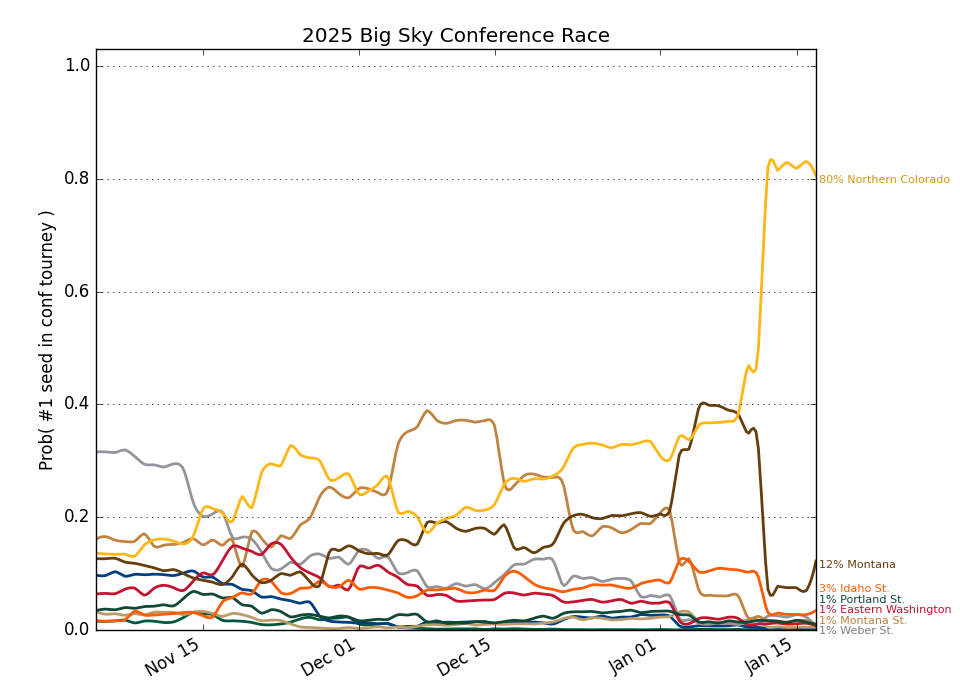 2025 Big Sky Conference Race
Prob( #1 seed in conf tourney )
1.0
0.8
0.6
0.4
0.2
0.0
80% Northern Colorado
12% Montana
3% Idaho St.
1% Portland St.
1% Eastern Washington
1% Montana St.
1% Weber St.
Nov 15
Dec 01
Dec 15
Jan 01
Jan 15